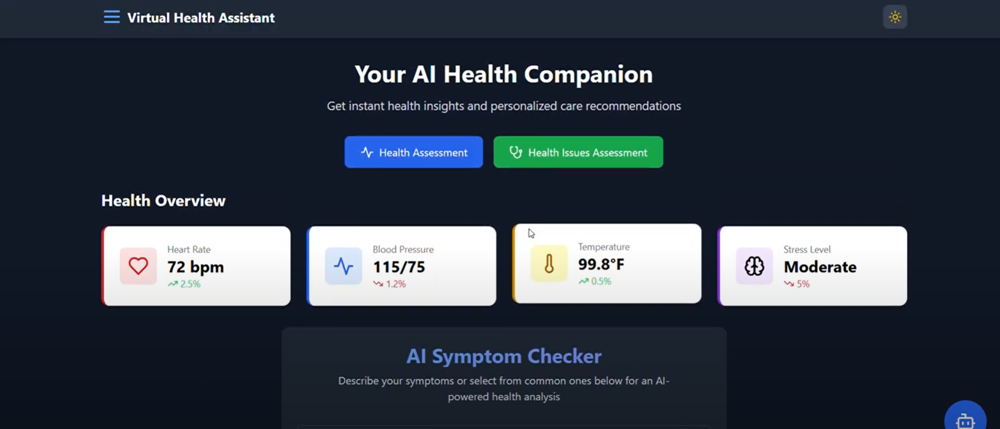 Virtual Health Assistant
Your AI Health Companion
Get instant health insights and personalized care recommendations
Health Assessment
Health Issues Assessment
Health Overview
Heart Rate
72 bpm
2.5%
Blood Pressure
115/75
1.2%
Temperature
99.8°F
0.5%
Stress Level
Moderate
5%
AI Symptom Checker
Describe your symptoms or select from common ones below for an AI-
powered health analysis